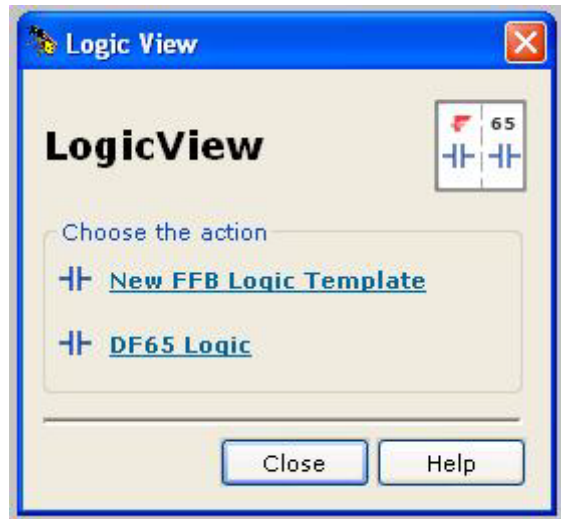 Logic View
LogicView
65
Choose the action
New FFB Logic Template
DF65 Logic
Close Help